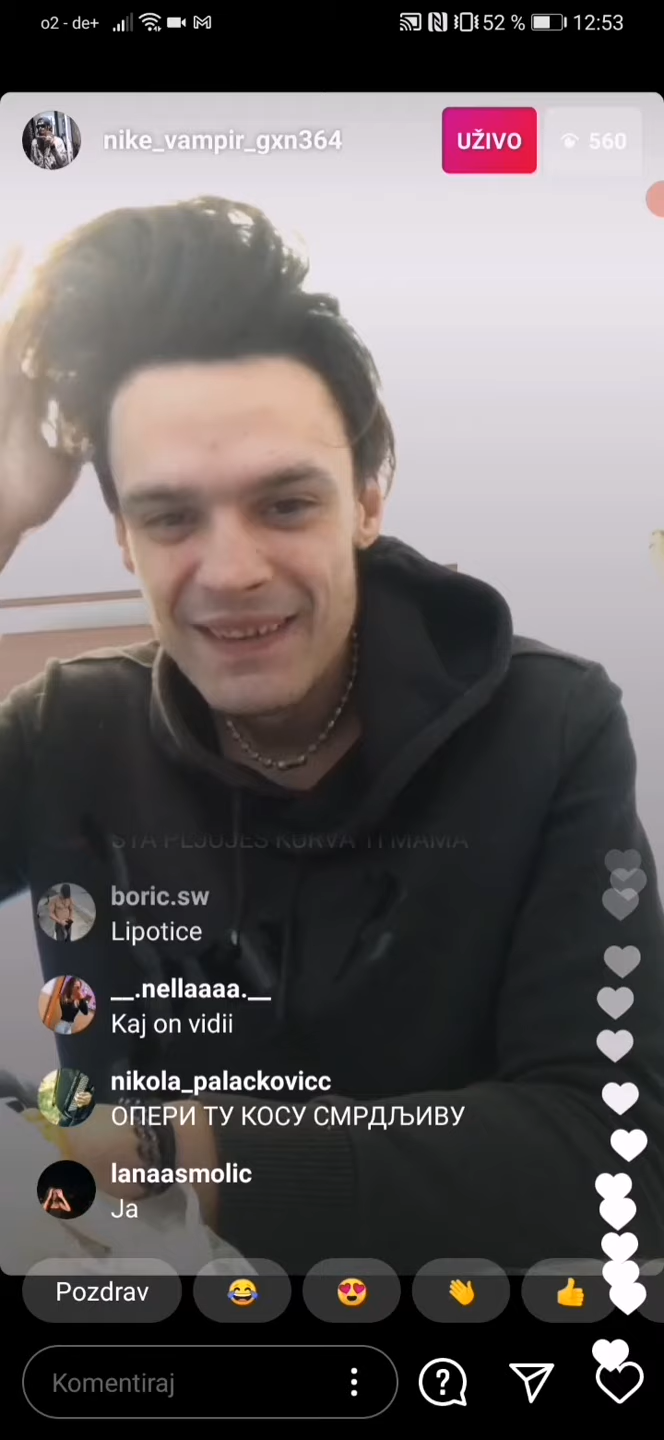 o2 - de+
52 %
12:53
nike_vampir_gxn364
UŽIVO
560
STA PLJUJES KURVA TI MAMA
boric.sw
Lipotice
__.nellaaaa.__
Kaj on vidii
nikola_palackovicc
ОПЕРИ ТУ КОСУ СМРДЉИВУ
lanaasmolic
Ja
Pozdrav
Komentiraj